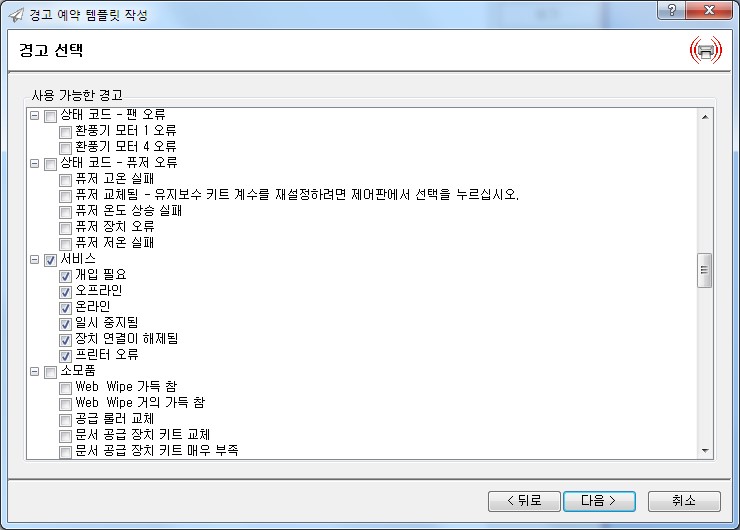 경고 예약 템플릿 작성
경고 선택
사용 가능한 경고
상태 코드 - 팬 오류
환풍기 모터 1 오류
환풍기 모터 4 오류
상태 코드 - 퓨저 오류
퓨저 고온 실패
퓨저 교체됨 - 유지보수 키트 계수를 재설정하려면 제어판에서 선택을 누르십시오.
퓨저 온도 상승 실패
퓨저 장치 오류
퓨저 저온 실패
서비스
개입 필요
오프라인
온라인
일시 중지됨
장치 연결이 해제됨
프린터 오류
소모품
Web Wipe 가득 참
Web Wipe 거의 가득 참
공급 롤러 교체
문서 공급 장치 키트 교체
문서 공급 장치 키트 매우 부족
< 뒤로 다음 > 취소